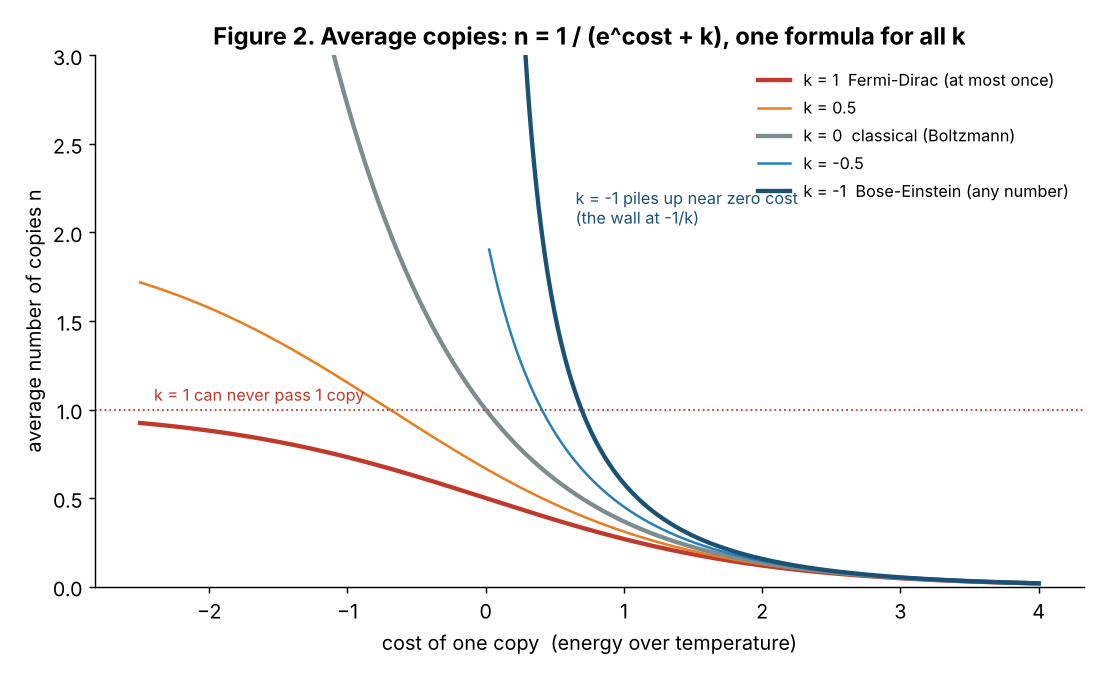 Figure 2. Average copies: n = 1 / (e^cost + k), one formula for all k
average number of copies n
3.0
2.5
2.0
1.5
1.0
0.5
0.0
k = 1  Fermi-Dirac (at most once)
k = 0.5
k = 0  classical (Boltzmann)
k = -0.5
k = -1  Bose-Einstein (any number)
k = -1 piles up near zero cost
(the wall at -1/k)
k = 1 can never pass 1 copy
−2
−1
0
1
2
3
4
cost of one copy  (energy over temperature)